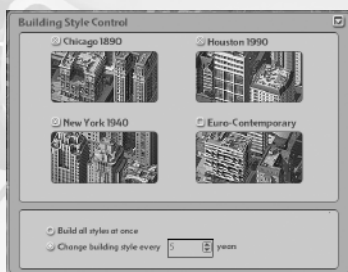 Building Style Control
Chicago 1890
Houston 1990
New York 1940
Euro-Contemporary
Build all styles at once
Change building style every 5 years